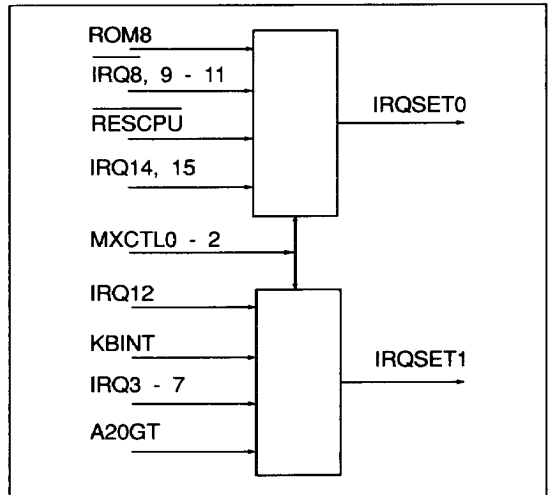 ROM8
IRQ8, 9 - 11
IRQSET0
RESCPU
IRQ14, 15
MXCTL0 - 2
IRQ12
KBINT
IRQSET1
IRQ3 - 7
A20GT